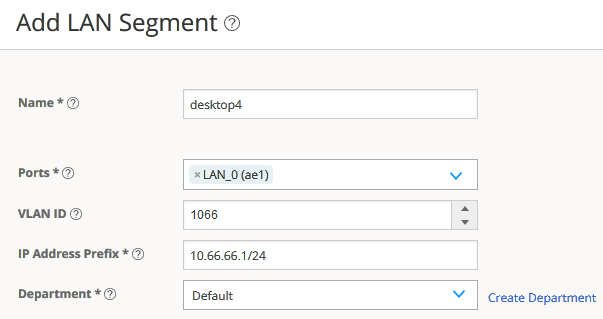 Add LAN Segment ?
Name * ? desktop4
Ports * ? × LAN_0 (ae1)
VLAN ID ? 1066
IP Address Prefix * ? 10.66.66.1/24
Department * ? Default Create Department